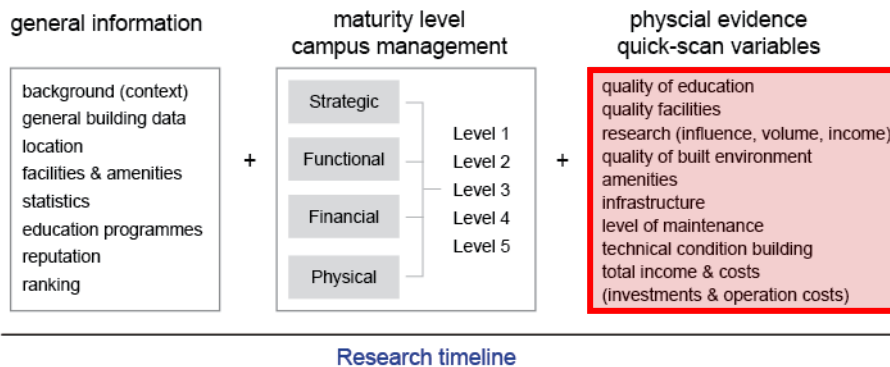 general information
maturity level
campus management
physcial evidence
quick-scan variables
background (context)
general building data
location
facilities & amenities
statistics
education programmes
reputation
ranking
+
Strategic
Functional
Financial
Physical
Level 1
Level 2
Level 3
Level 4
Level 5
+
quality of education
quality facilities
research (influence, volume, income)
quality of built environment
amenities
infrastructure
level of maintenance
technical condition building
total income & costs
(investments & operation costs)
Research timeline